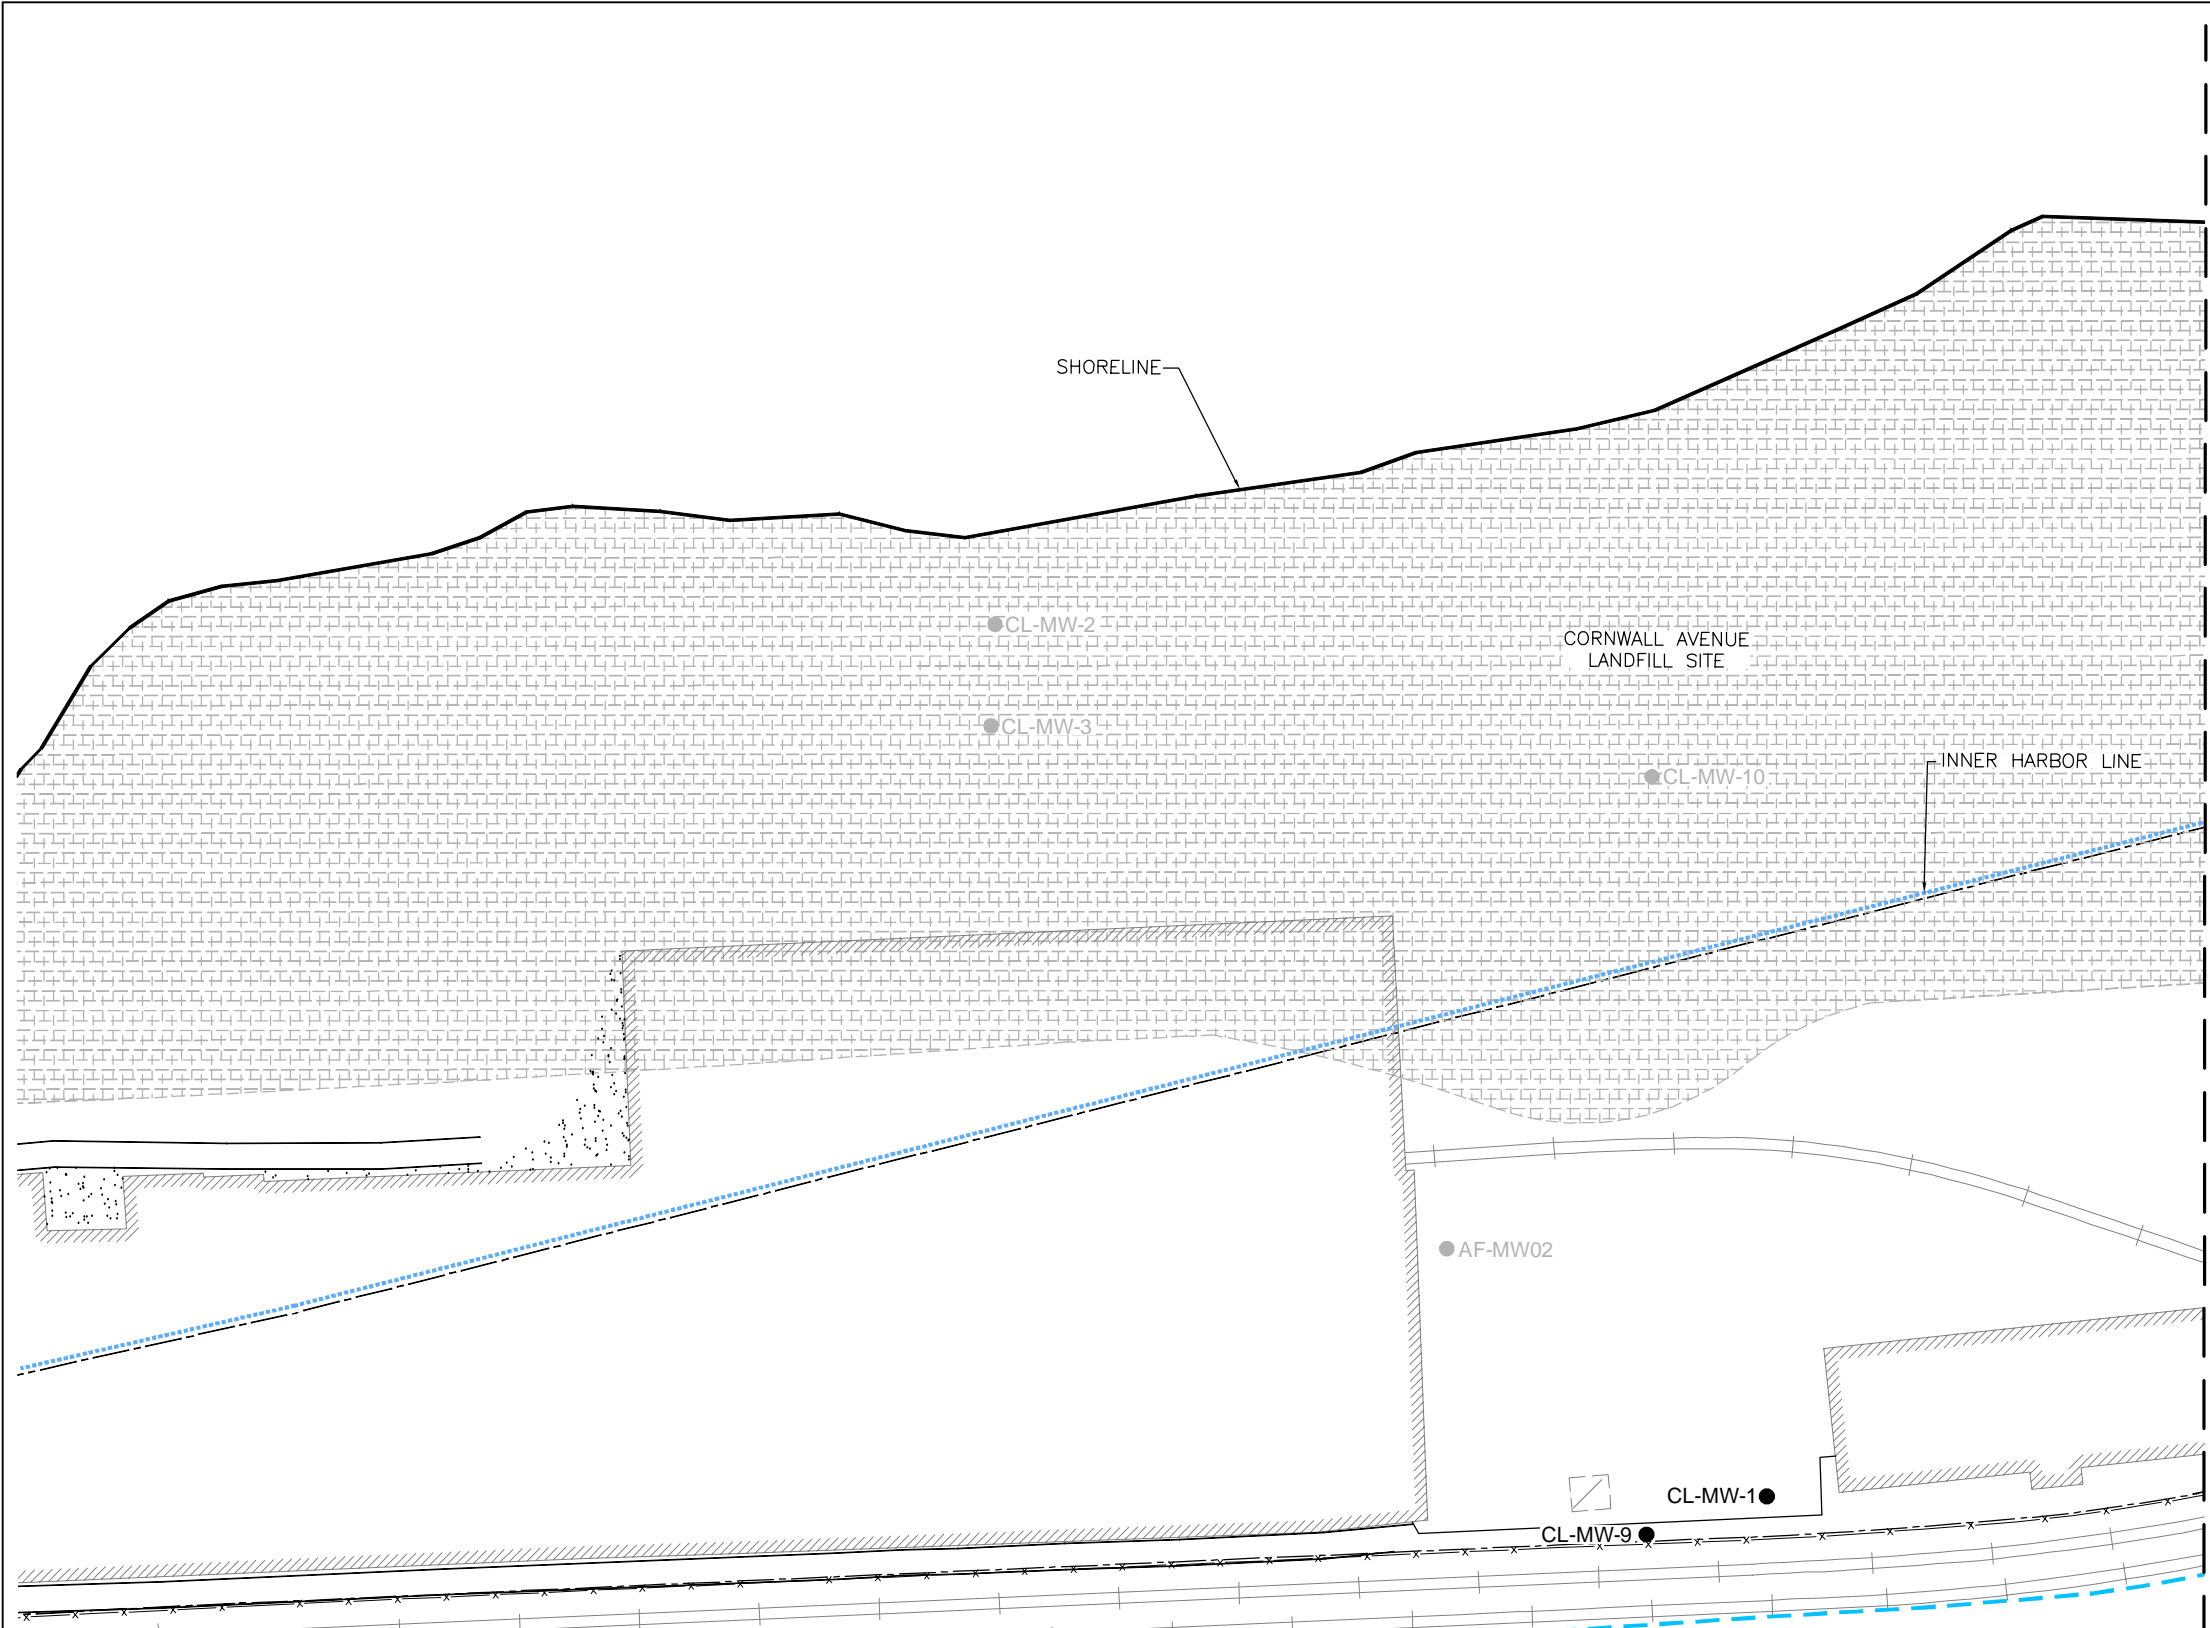 SHORELINE
CL-MW-2
CORNWALL AVENUE
LANDFILL SITE
CL-MW-3
INNER HARBOR LINE
CL-MW-10
AF-MW02
CL-MW-1
CL-MW-9